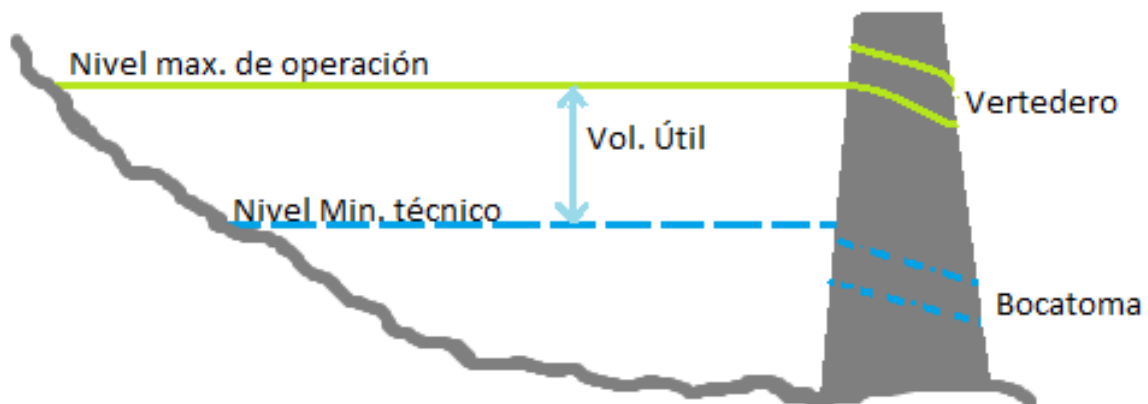 Nivel max. de operación
Vertedero
Vol. Útil
Nivel Min. técnico
Bocatoma